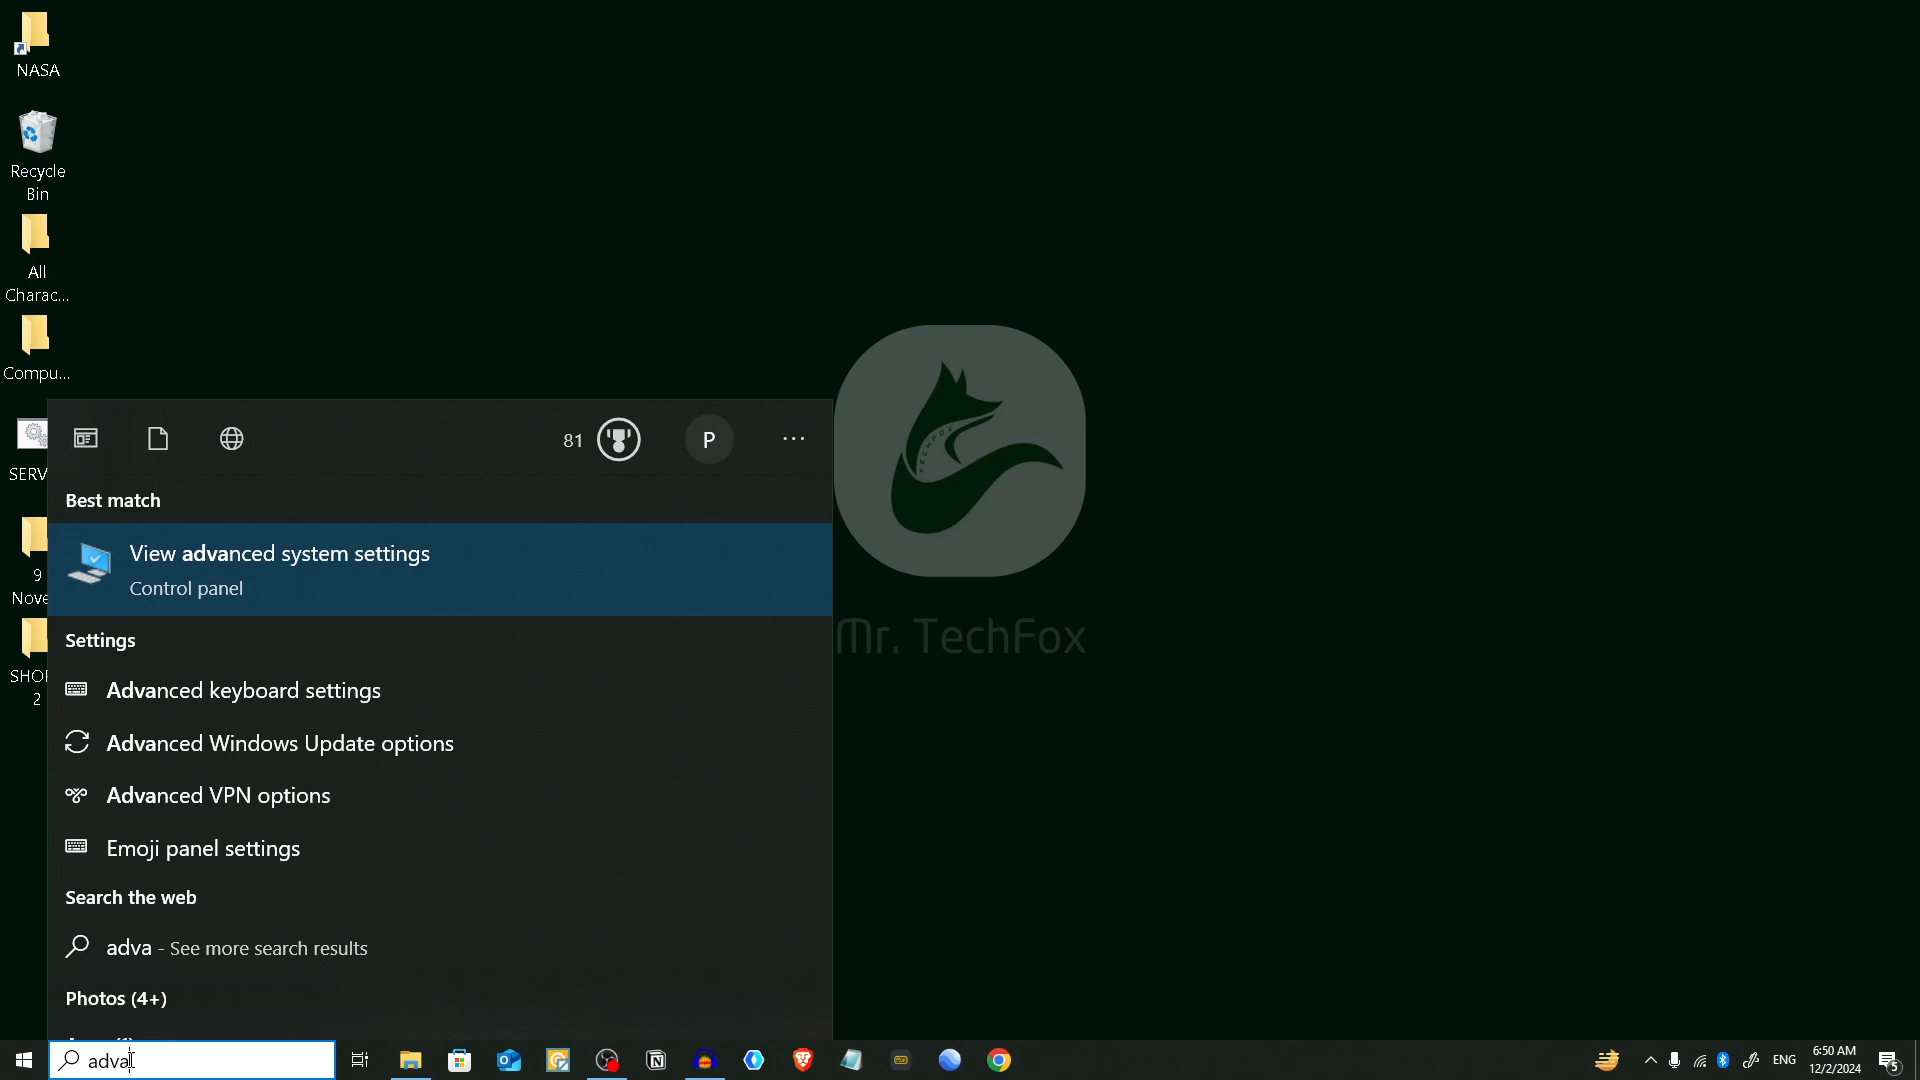 NASA
Recycle
Bin
All
Charac...
Compu...
SERV
9
Nove
SHO
2
81
P
Best match
View advanced system settings
Control panel
Settings
Advanced keyboard settings
Advanced Windows Update options
Advanced VPN options
Emoji panel settings
Search the web
adva - See more search results
Photos (4+)
TECHFOX
Mr. TechFox
adva
ENG
6:50 AM
12/2/2024
5